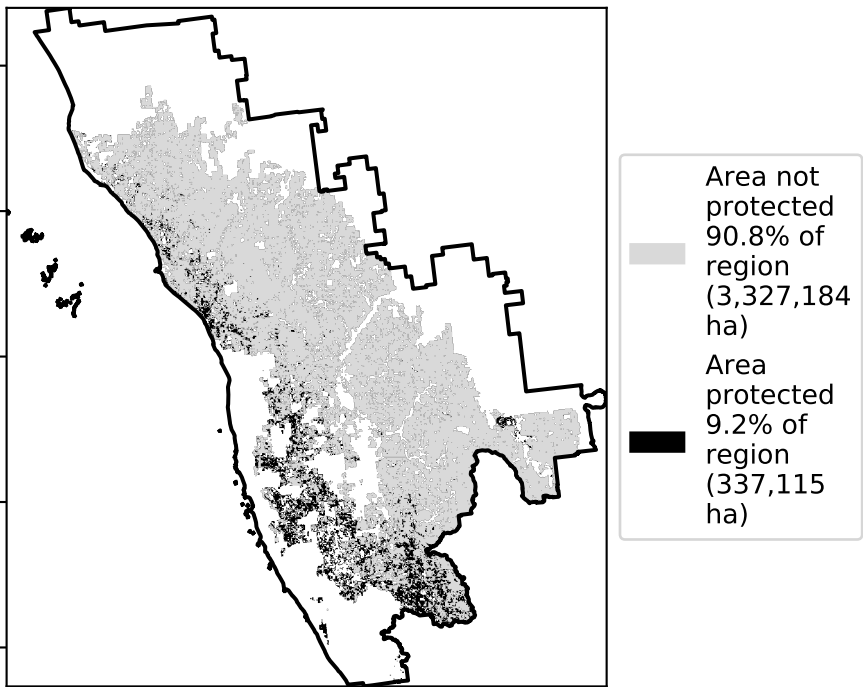 Area not
protected
90.8% of
region
(3,327,184
ha)
Area
protected
9.2% of
region
(337,115
ha)